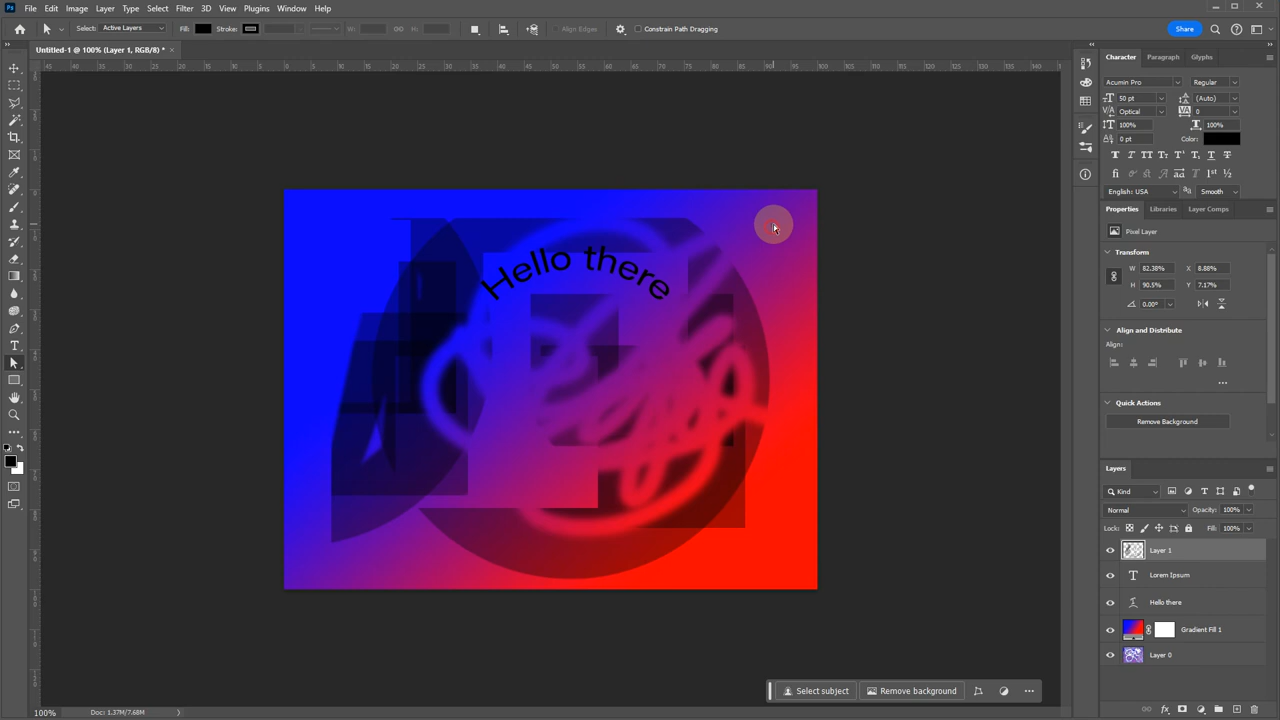 File Edit Image Layer Type Select Filter 3D View Plugins Window Help
Select: Active Layers Fill: Stroke: W: H: Align Edges Constrain Path Dragging Share
Untitled-1 @ 100% (Layer 1, RGB/8) *
Character Paragraph Glyphs
Acumin Pro Regular
50 pt (Auto)
Optical 0
100% 100%
0 pt Color:
English: USA Smooth
Properties Libraries Layer Comps
Pixel Layer
Transform
W 82.38% X 8.88%
H 90.5% Y 7.17%
0.00°
Align and Distribute
Align:
Quick Actions
Remove Background
Layers
Kind
Normal Opacity: 100%
Lock: Fill: 100%
Layer 1
Lorem Ipsum
Hello there
Gradient Fill 1
Layer 0
Hello there
Select subject Remove background
100% Doc: 1.37M/7.68M